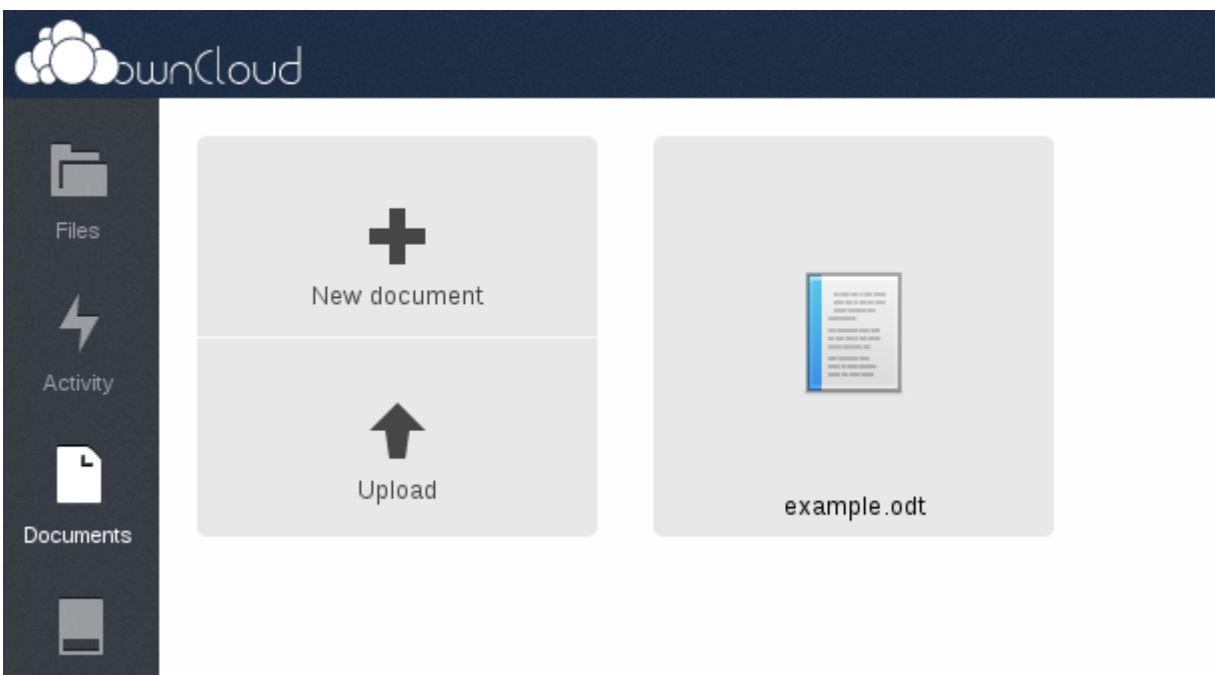 ownCloud
Files
Activity
Documents
New document
Upload
example.odt